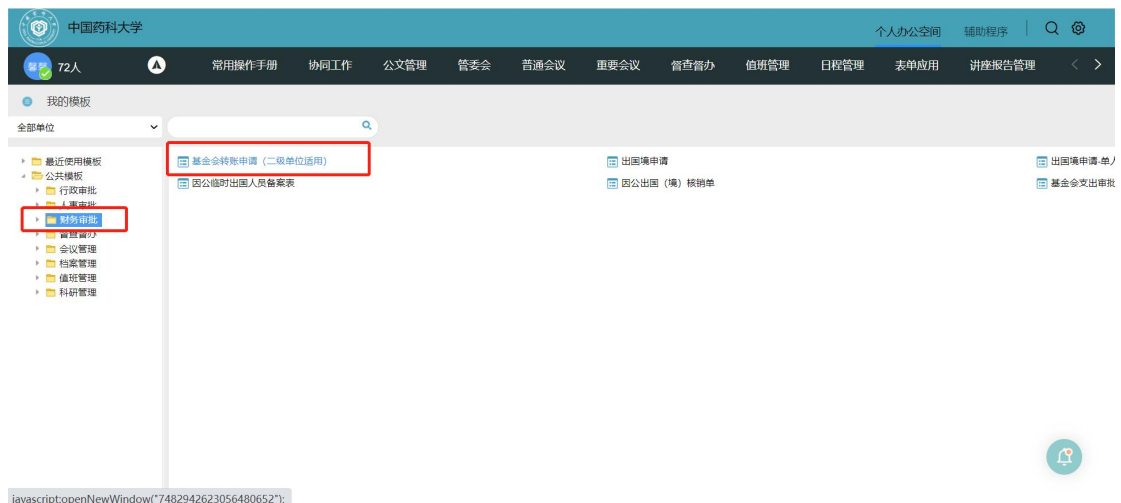 中国药科大学
个人办公空间 辅助程序
72人 常用操作手册 协同工作 公文管理 管委会 普通会议 重要会议 督查督办 值班管理 日程管理 表单应用 讲座报告管理
我的模板
全部单位
最近使用模板 基金会转账申请（二级单位适用） 出国境申请 出国境申请-单人
公共模板
行政审批 因公临时出国人员备案表 因公出国（境）核销单 基金会支出审批
人事审批
财务审批
督查督办
会议管理
档案管理
值班管理
科研管理
javascript:openNewWindow("7482942623056480652");